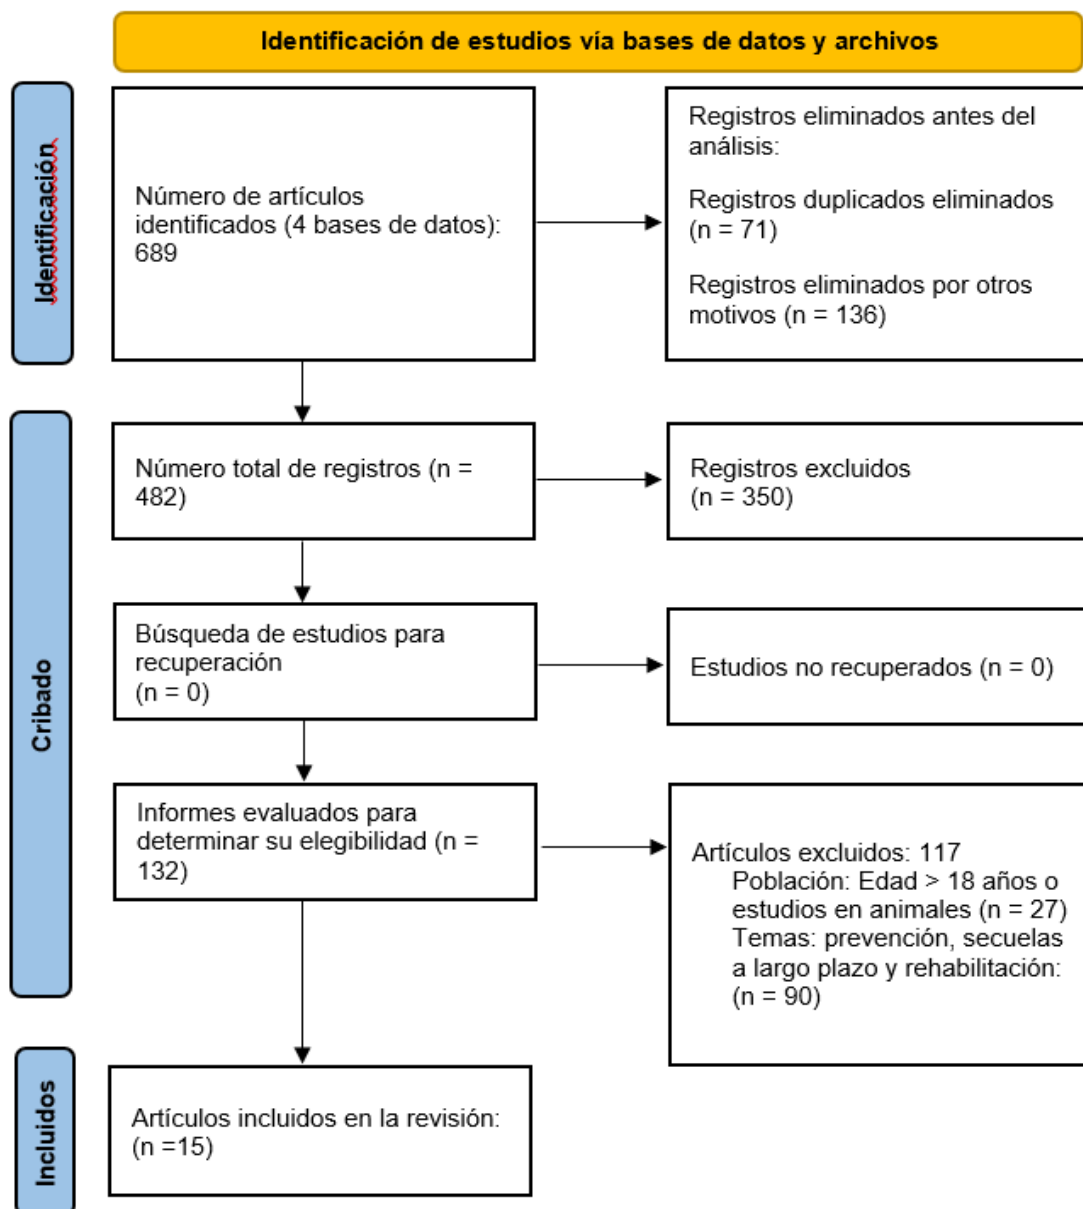 Identificación de estudios vía bases de datos y archivos
Identificación
Número de artículos
identificados (4 bases de datos):
689
Registros eliminados antes del
análisis:
Registros duplicados eliminados
(n = 71)
Registros eliminados por otros
motivos (n = 136)
Cribado
Número total de registros (n =
482)
Registros excluidos
(n = 350)
Búsqueda de estudios para
recuperación
(n = 0)
Estudios no recuperados (n = 0)
Informes evaluados para
determinar su elegibilidad (n =
132)
Artículos excluidos: 117
Población: Edad > 18 años o
estudios en animales (n = 27)
Temas: prevención, secuelas
a largo plazo y rehabilitación:
(n = 90)
Incluidos
Artículos incluidos en la revisión:
(n =15)